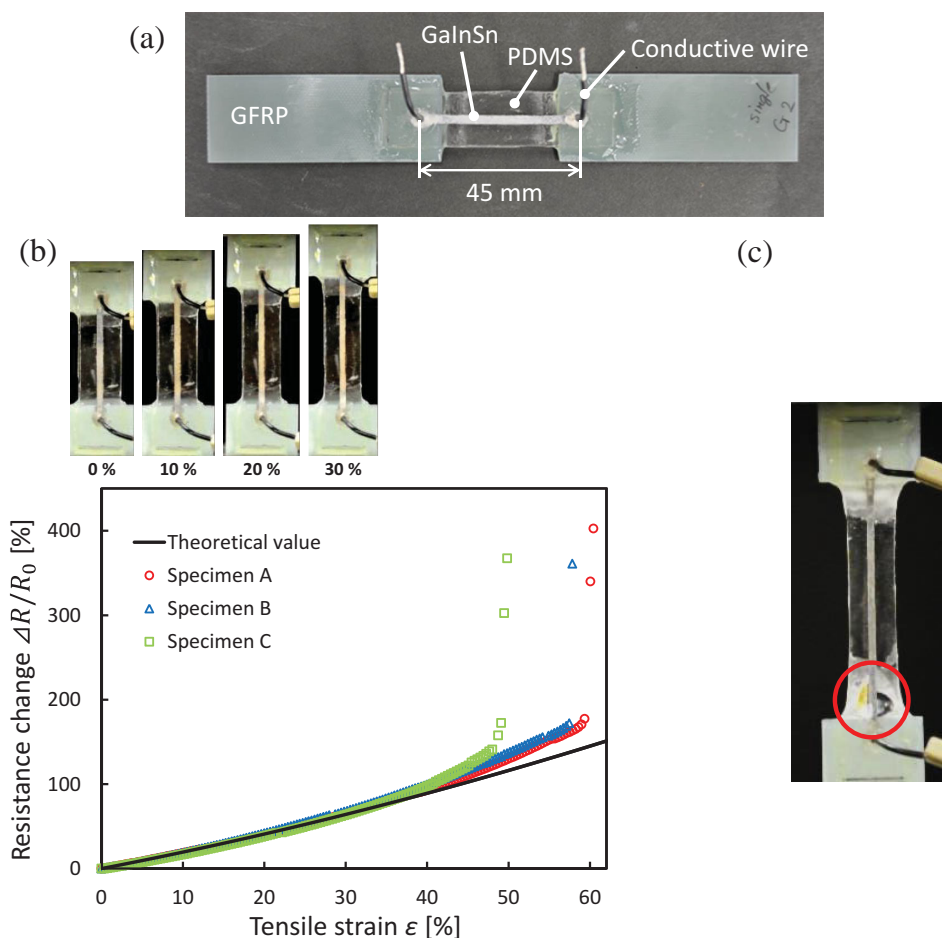 (a)
GaInSn
PDMS
Conductive wire
GFRP
single
G2
45 mm
(b)
(c)
0 %
10 %
20 %
30 %
Resistance change ΔR/R₀ [%]
400
300
200
100
0
Theoretical value
Specimen A
Specimen B
Specimen C
0
10
20
30
40
50
60
Tensile strain ε [%]